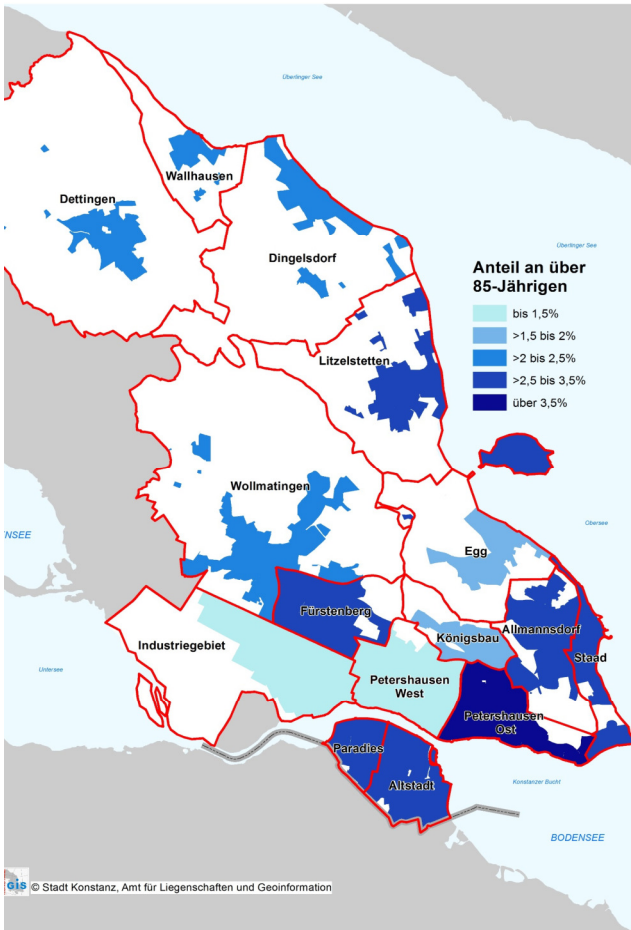 Überlinger See
Wallhausen
Dettingen
Dingelsdorf
Überlinger See
Anteil an über
85-Jährigen
bis 1,5%
>1,5 bis 2%
>2 bis 2,5%
>2,5 bis 3,5%
über 3,5%
Litzelstetten
Wollmatingen
Obersee
ENSEE
Egg
Fürstenberg
Königsbau
Allmannsdorf
Industriegebiet
Staad
Untersee
Petershausen
West
Petershausen
Ost
Paradies
Altstadt
Konstanzer Bucht
BODENSEE
gis © Stadt Konstanz, Amt für Liegenschaften und Geoinformation